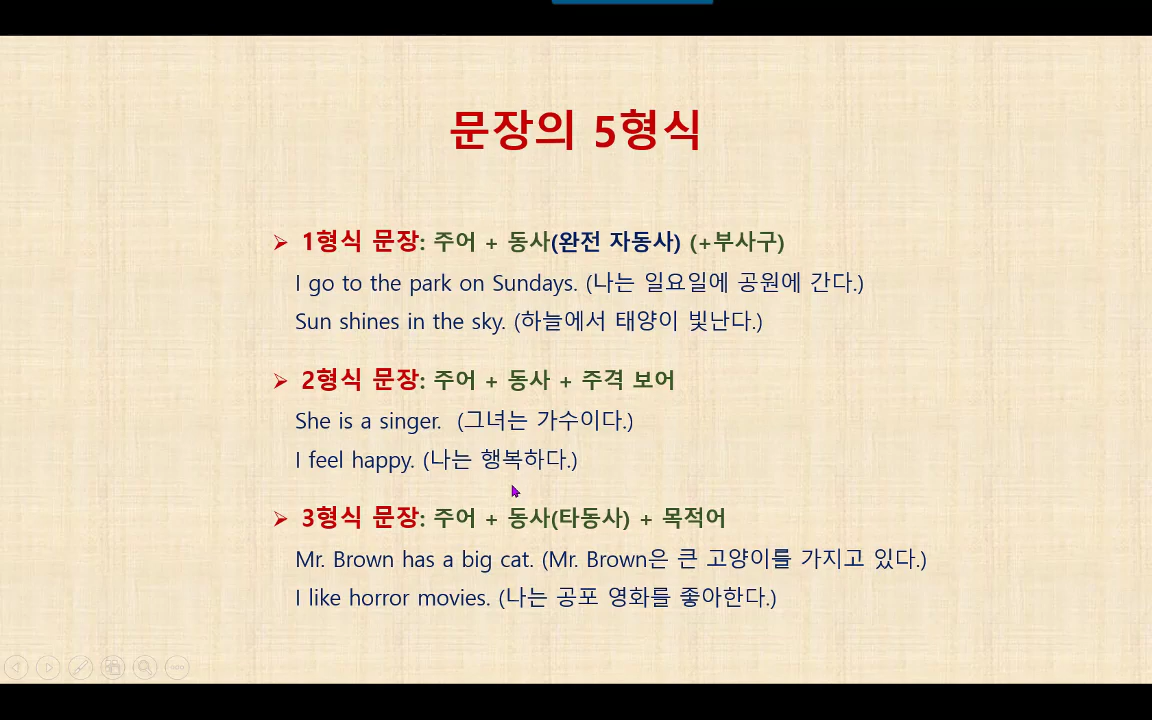 문장의 5형식
1형식 문장: 주어 + 동사(완전 자동사) (+부사구)
I go to the park on Sundays. (나는 일요일에 공원에 간다.)
Sun shines in the sky. (하늘에서 태양이 빛난다.)
2형식 문장: 주어 + 동사 + 주격 보어
She is a singer. (그녀는 가수이다.)
I feel happy. (나는 행복하다.)
3형식 문장: 주어 + 동사(타동사) + 목적어
Mr. Brown has a big cat. (Mr. Brown은 큰 고양이를 가지고 있다.)
I like horror movies. (나는 공포 영화를 좋아한다.)